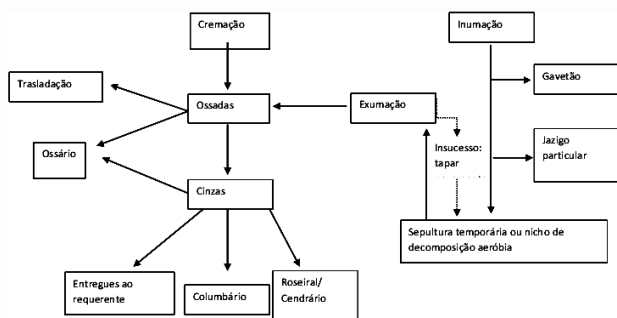 Cremação
Inumação
Trasladação
Gavetão
Ossadas
Exumação
Insucesso:
tapar
Ossário
Jazigo
particular
Cinzas
Sepultura temporária ou nicho de
decomposição aeróbia
Entregues ao
requerente
Columbário
Roseiral/
Cendrário